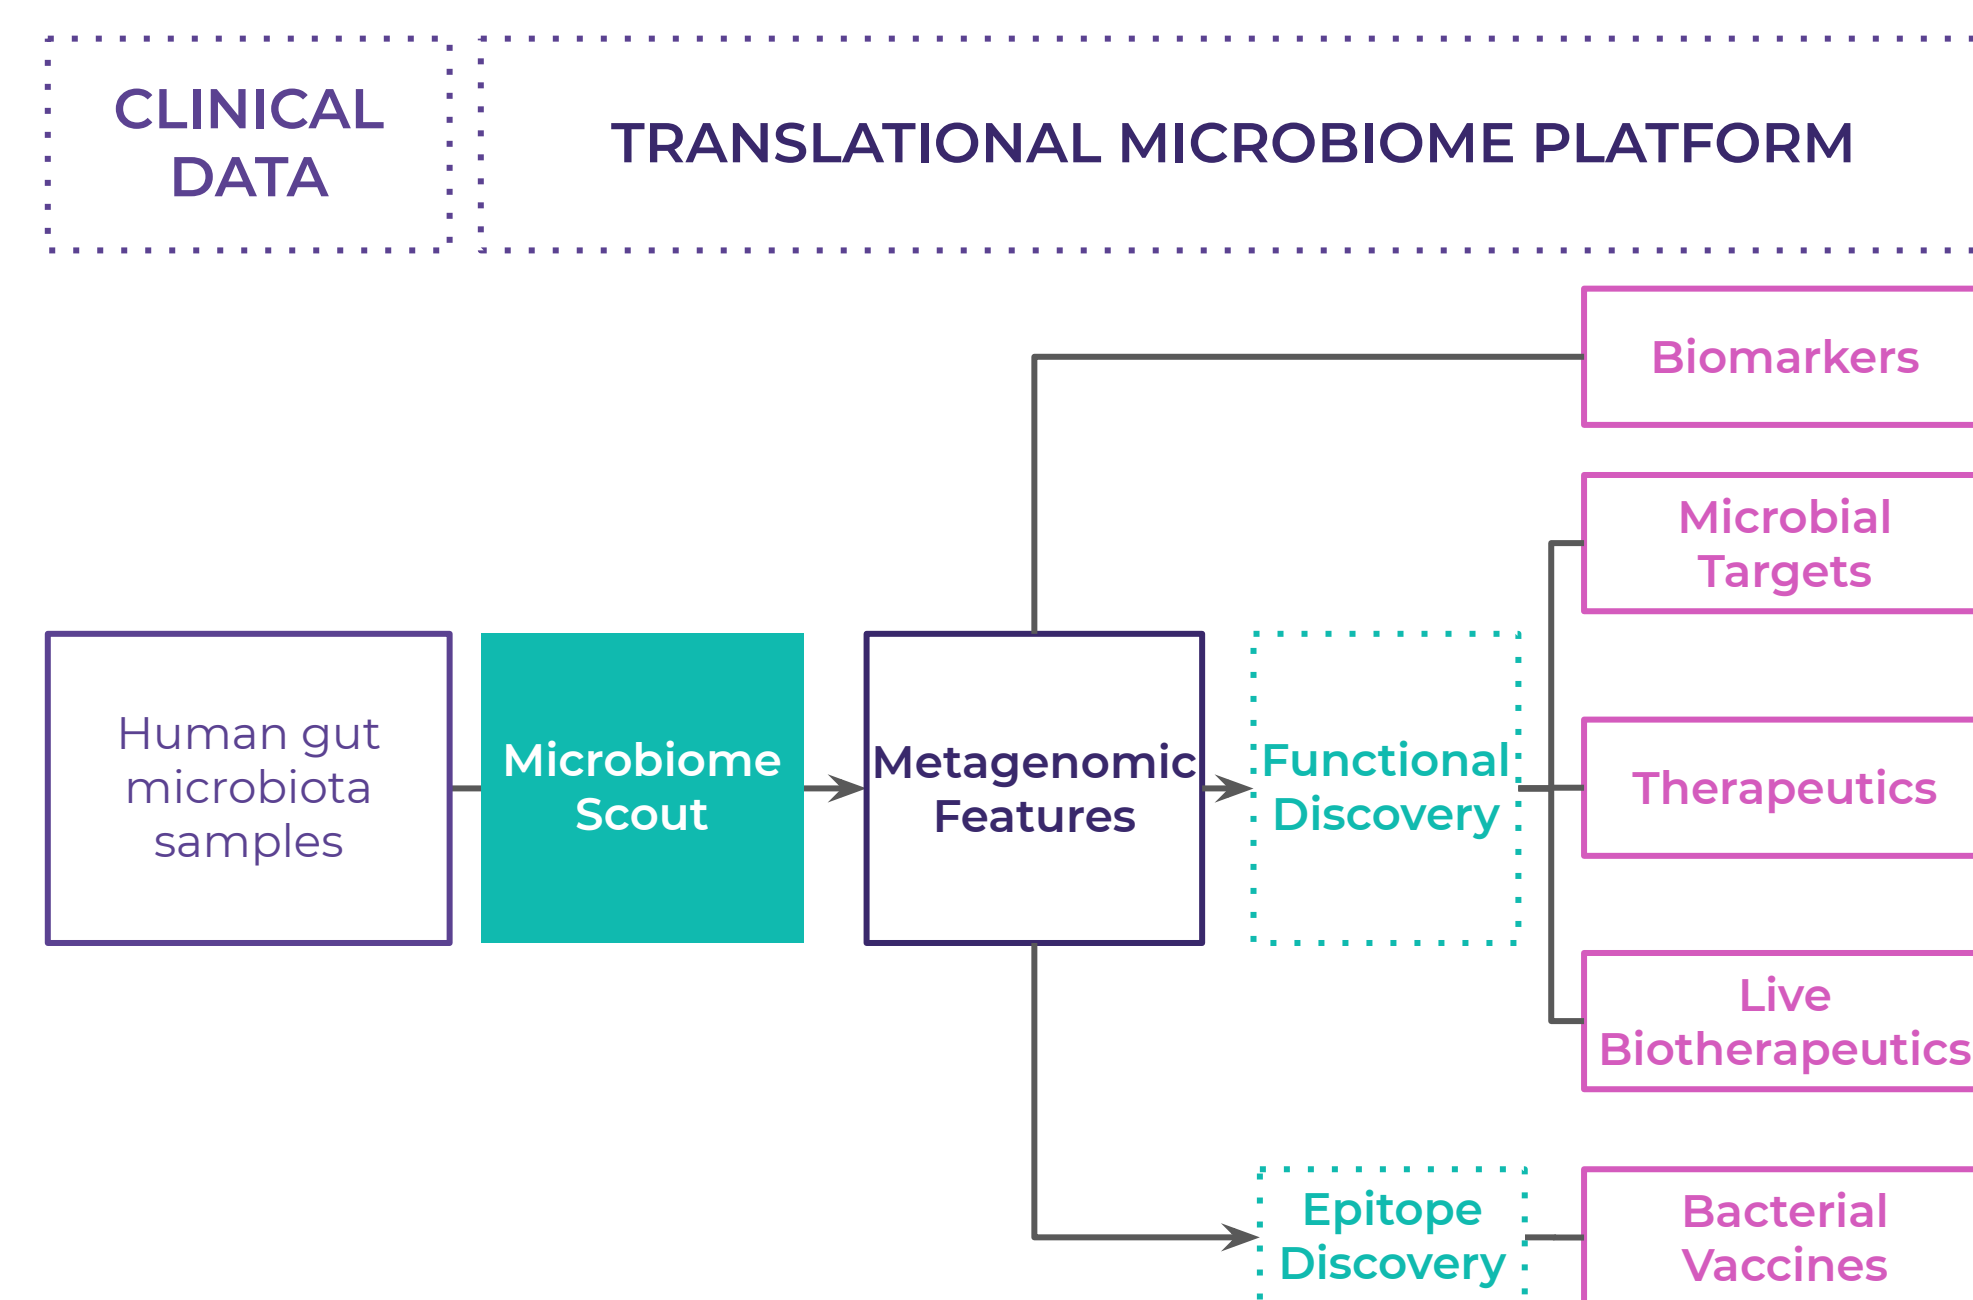 CLINICAL
DATA
TRANSLATIONAL MICROBIOME PLATFORM
Biomarkers
Microbial
Targets
Human gut
microbiota
samples
Microbiome
Scout
Metagenomic
Features
Functional
Discovery
Therapeutics
Live
Biotherapeutics
Epitope
Discovery
Bacterial
Vaccines